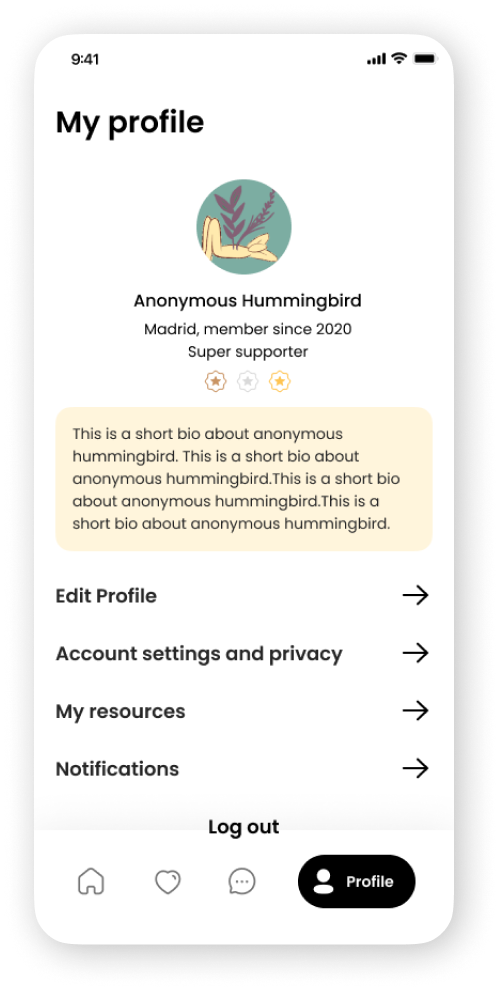 9:41
My profile
Anonymous Hummingbird
Madrid, member since 2020
Super supporter
This is a short bio about anonymous
hummingbird. This is a short bio about
anonymous hummingbird.This is a short bio
about anonymous hummingbird.This is a
short bio about anonymous hummingbird.
Edit Profile
Account settings and privacy
My resources
Notifications
Log out
Profile